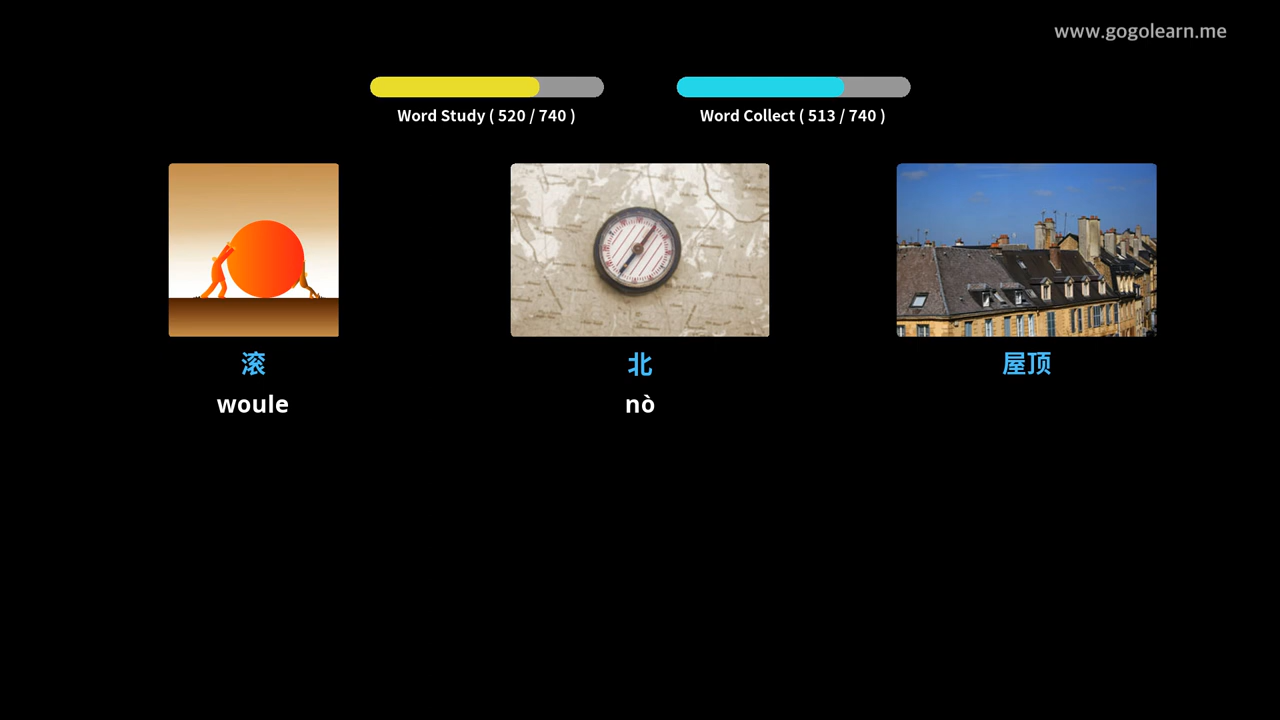 www.gogolearn.me
Word Study ( 520 / 740 )
Word Collect ( 513 / 740 )
滚
北
屋顶
woule
nò